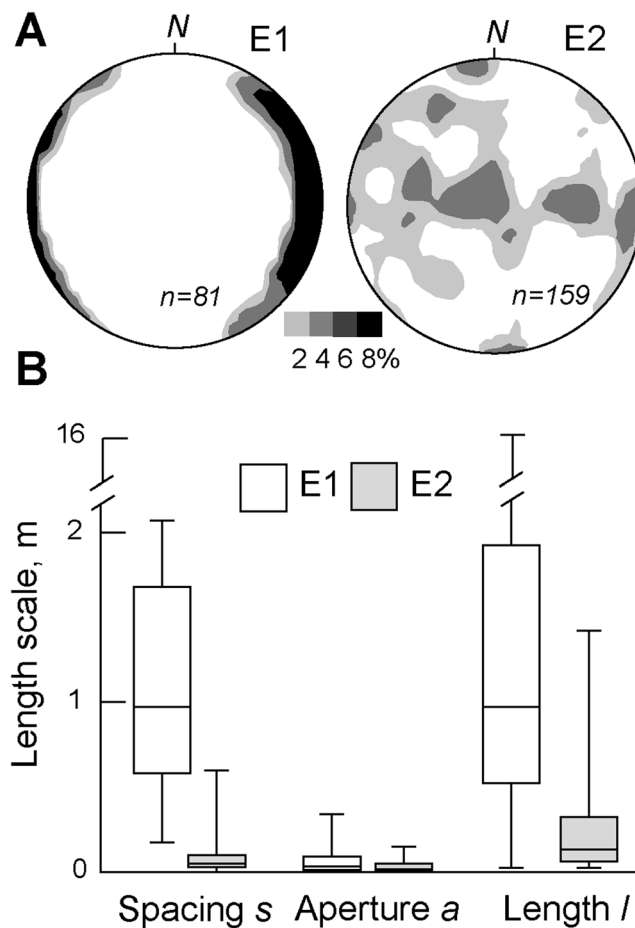 A
N
E1
N
E2
n=81
n=159
2 4 6 8%
B
16
E1
E2
2
Length scale, m
1
0
Spacing s
Aperture a
Length l